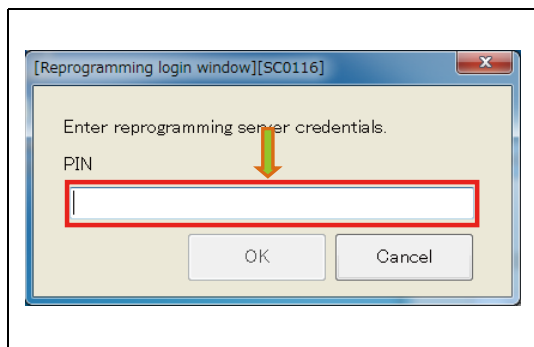 [Reprogramming login window][SC0116]
Enter reprogramming server credentials.
PIN
OK
Cancel